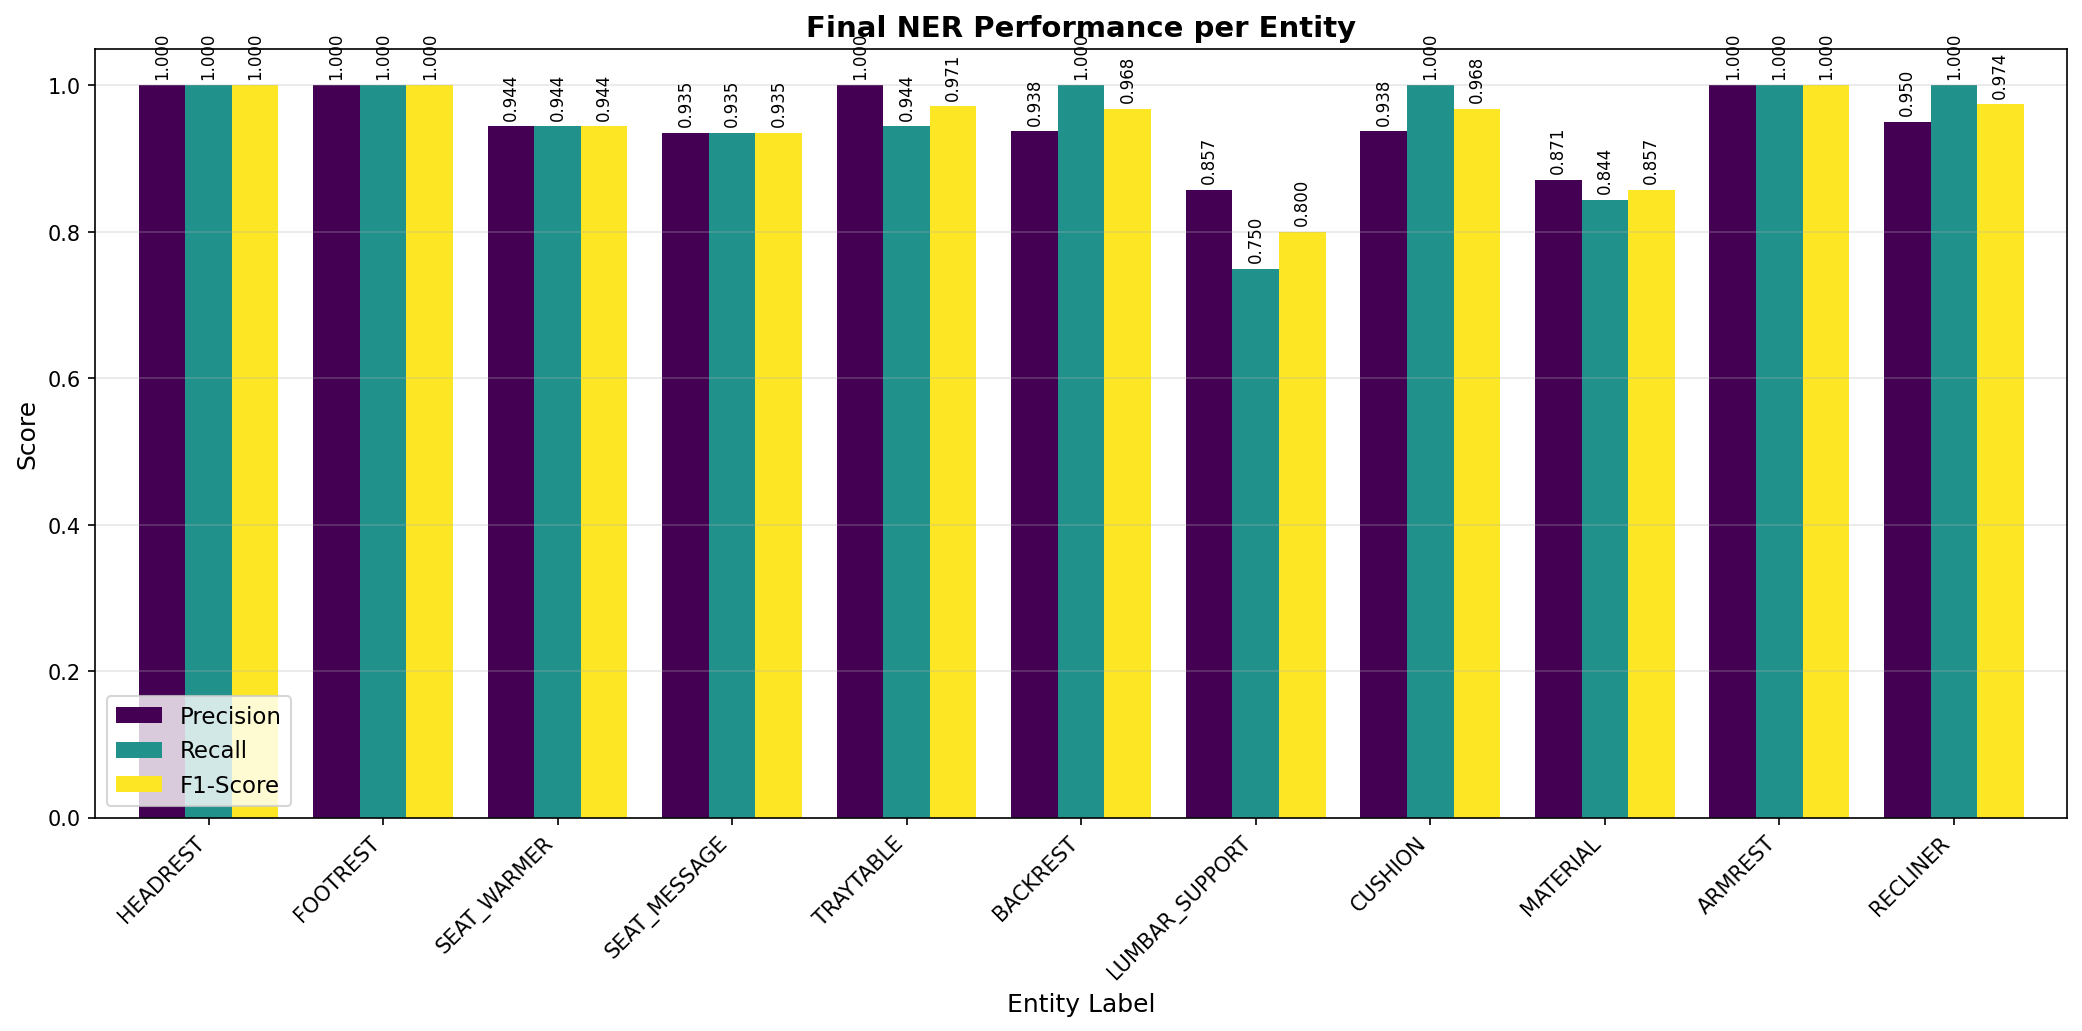 Final NER Performance per Entity
1.000 1.000 1.000 1.000 1.000 1.000 0.944 0.944 0.944 0.935 0.935 0.935 1.000 0.944 0.971 0.938 1.000 0.968 0.857 0.750 0.800 0.938 1.000 0.968 0.871 0.844 0.857 1.000 1.000 1.000 0.950 1.000 0.974
1.0
0.8
0.6
0.4
0.2
0.0
Score
Precision
Recall
F1-Score
HEADREST FOOTREST SEAT_WARMER SEAT_MESSAGE TRAYTABLE BACKREST LUMBAR_SUPPORT CUSHION MATERIAL ARMREST RECLINER
Entity Label